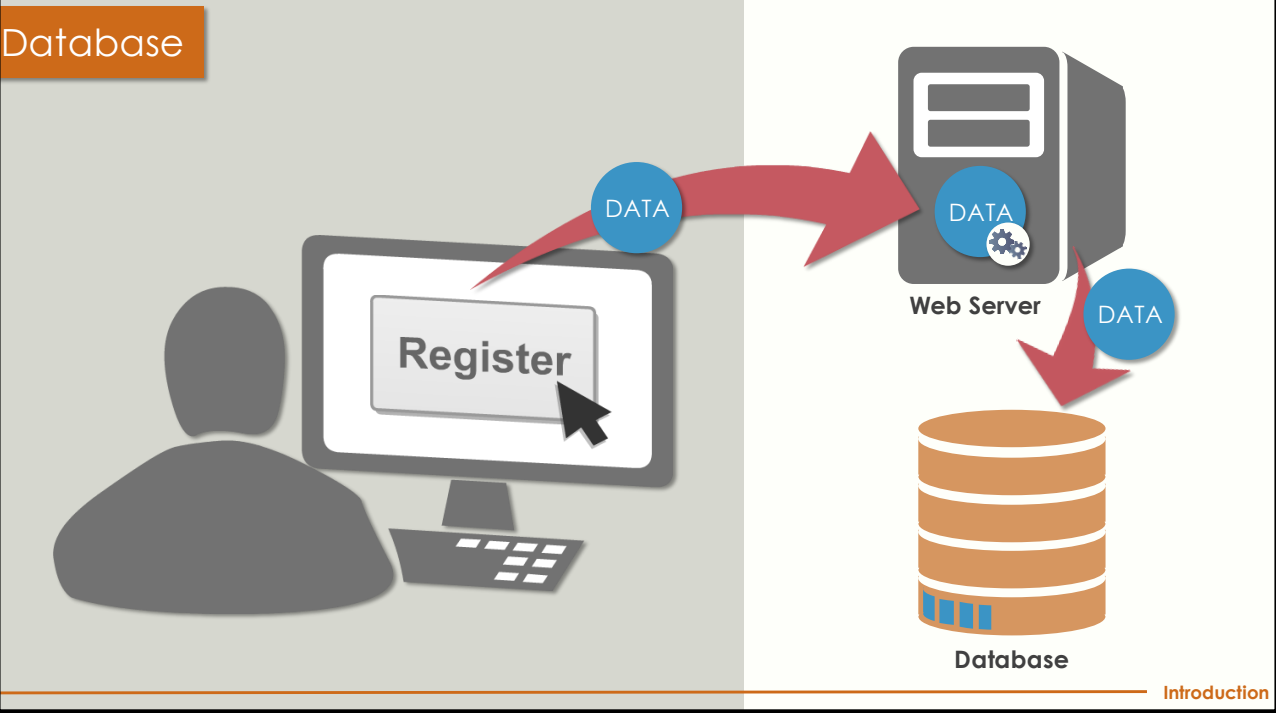 Database
DATA
DATA
Web Server
DATA
Register
Database
Introduction